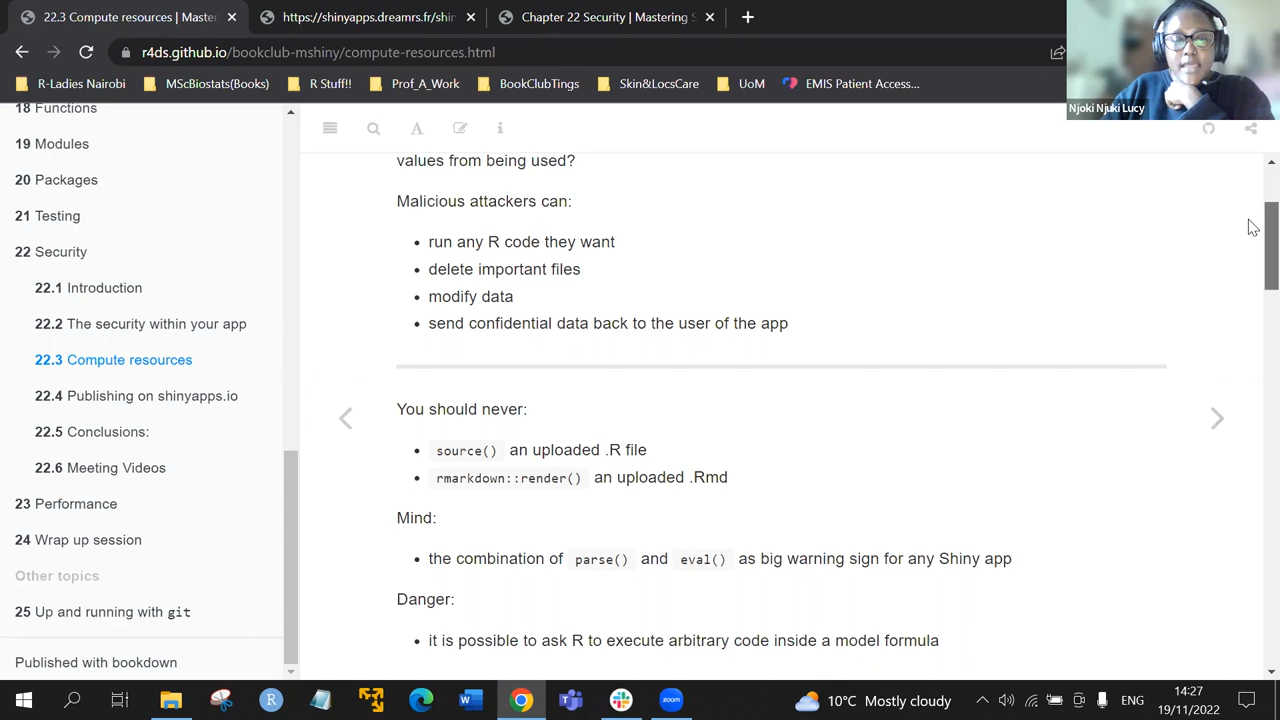 22.3 Compute resources | Master
https://shinyapps.dreamrs.fr/shin
Chapter 22 Security | Mastering S
r4ds.github.io/bookclub-mshiny/compute-resources.html
R-Ladies Nairobi
MScBiostats(Books)
R Stuff!!
Prof_A_Work
BookClubTings
Skin&LocsCare
UoM
EMIS Patient Access...
Njoki Njuki Lucy
18 Functions
19 Modules
20 Packages
21 Testing
22 Security
22.1 Introduction
22.2 The security within your app
22.3 Compute resources
22.4 Publishing on shinyapps.io
22.5 Conclusions:
22.6 Meeting Videos
23 Performance
24 Wrap up session
Other topics
25 Up and running with git
Published with bookdown
values from being used?
Malicious attackers can:
• run any R code they want
• delete important files
• modify data
• send confidential data back to the user of the app
You should never:
• source() an uploaded .R file
• rmarkdown::render() an uploaded .Rmd
Mind:
• the combination of parse() and eval() as big warning sign for any Shiny app
Danger:
• it is possible to ask R to execute arbitrary code inside a model formula
10°C Mostly cloudy
ENG
14:27
19/11/2022